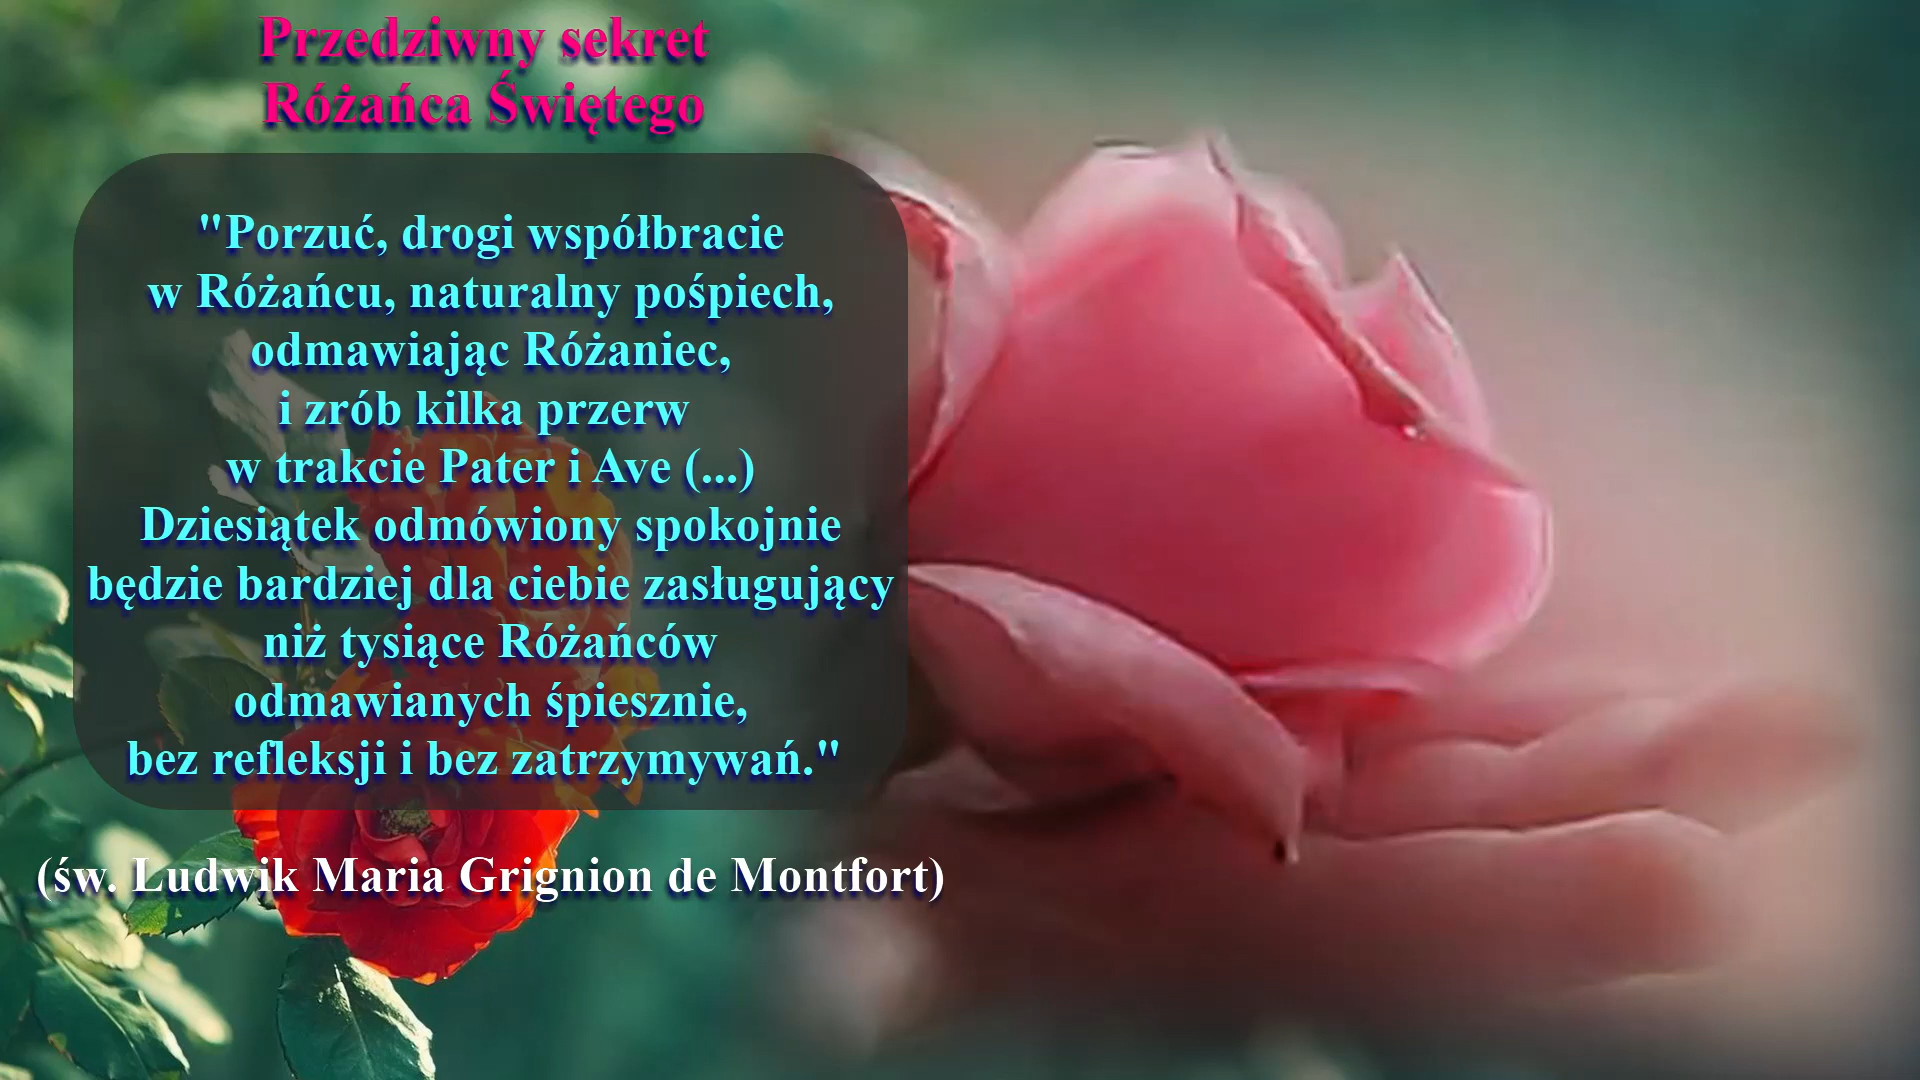 Przedziwny sekret
Różańca Świętego
"Porzuć, drogi współbracie
w Różańcu, naturalny pośpiech,
odmawiając Różaniec,
i zrób kilka przerw
w trakcie Pater i Ave (...)
Dziesiątek odmówiony spokojnie
będzie bardziej dla ciebie zasługujący
niż tysiące Różańców
odmawianych śpiesznie,
bez refleksji i bez zatrzymywań."
(św. Ludwik Maria Grignion de Montfort)